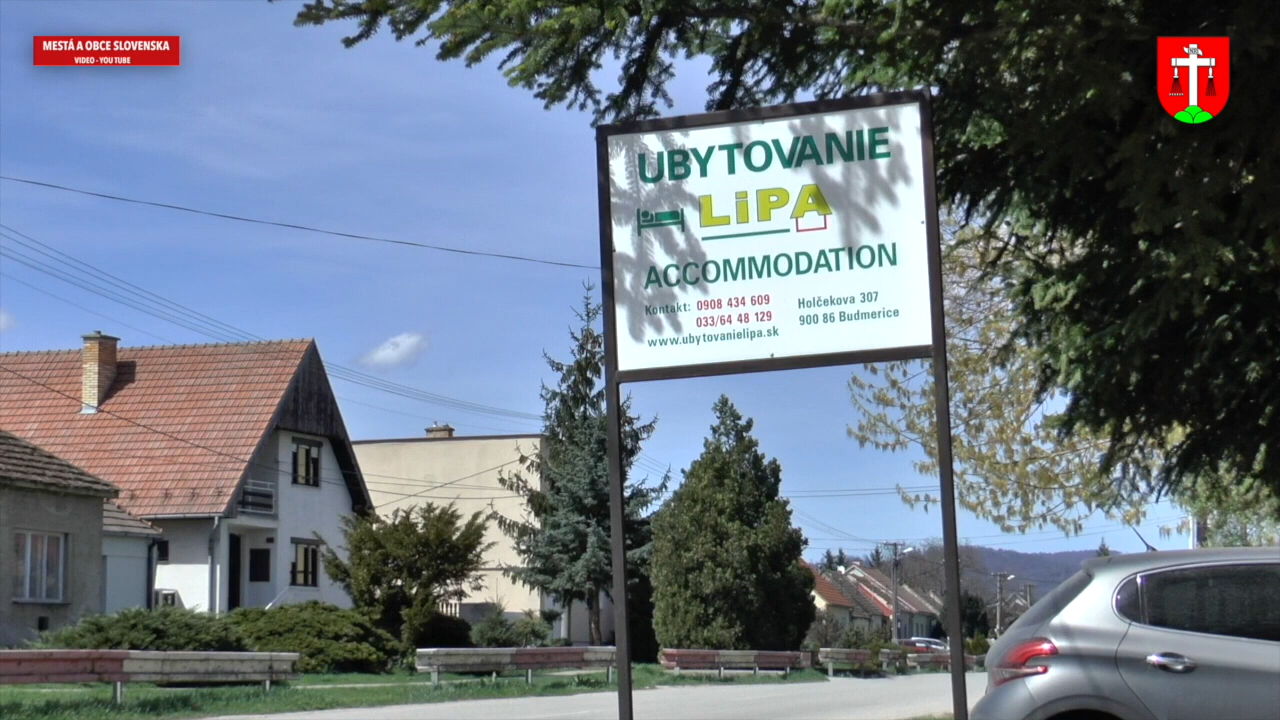 MESTÁ A OBCE SLOVENSKA
VIDEO - YOU TUBE
UBYTOVANIE
LiPA
ACCOMMODATION
Kontakt: 0908 434 609
033/64 48 129
www.ubytovanielipa.sk
Holčekova 307
900 86 Budmerice